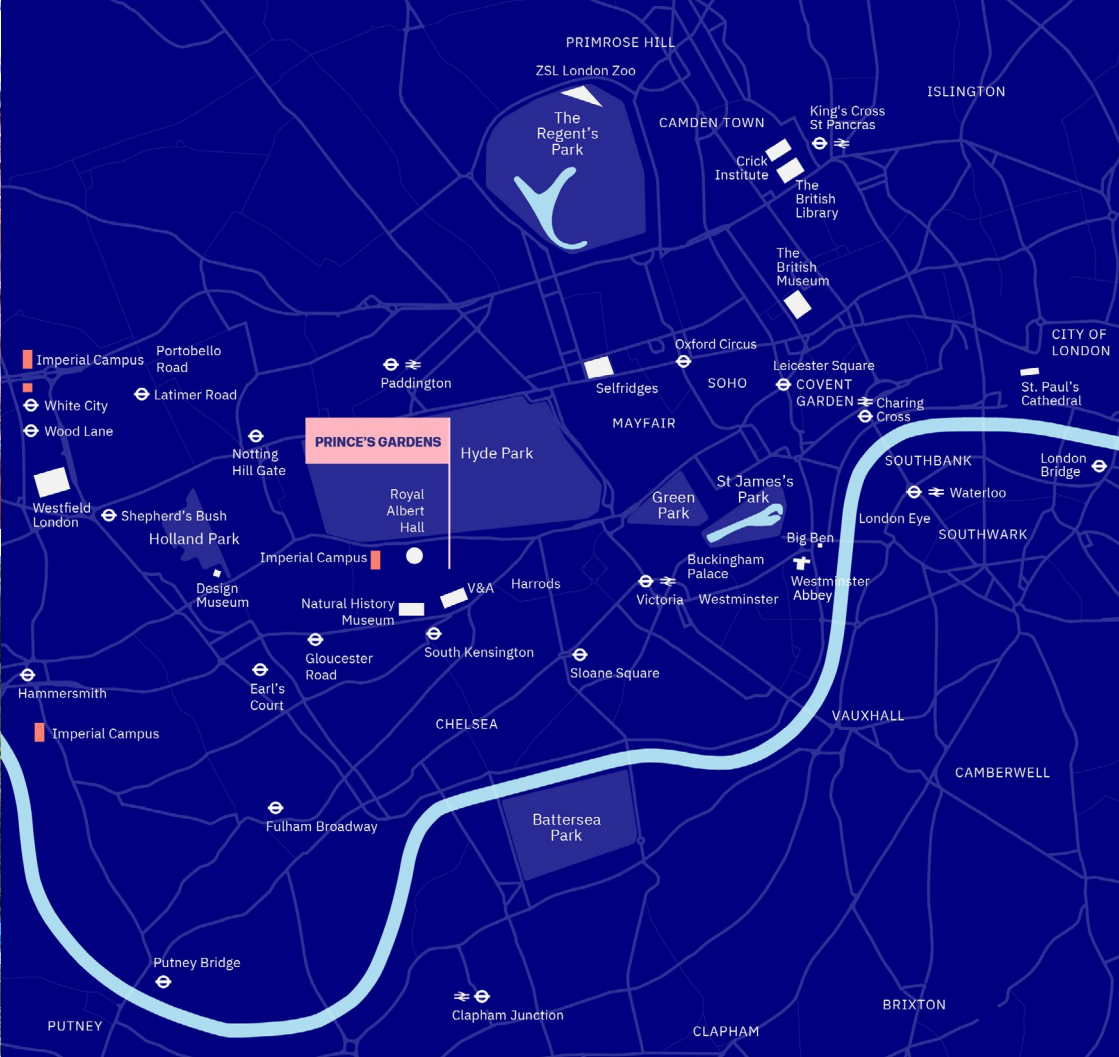 PRIMROSE HILL
ZSL London Zoo
ISLINGTON
The
Regent's
Park
CAMDEN TOWN
King's Cross
St Pancras
Crick
Institute
The
British
Library
The
British
Museum
CITY OF
LONDON
Oxford Circus
Imperial Campus
Portobello
Road
Leicester Square
Paddington
Selfridges
SOHO
COVENT
GARDEN
St. Paul's
Cathedral
Latimer Road
White City
Charing
Cross
MAYFAIR
Wood Lane
PRINCE'S GARDENS
Hyde Park
Notting
Hill Gate
SOUTHBANK
London
Bridge
St James's
Park
Waterloo
Green
Park
Royal
Albert
Hall
Westfield
London
Shepherd's Bush
London Eye
SOUTHWARK
Holland Park
Big Ben
Imperial Campus
Buckingham
Palace
Westminster
Abbey
Design
Museum
V&A
Harrods
Victoria
Westminster
Natural History
Museum
South Kensington
Gloucester
Road
Sloane Square
Hammersmith
Earl's
Court
CHELSEA
VAUXHALL
Imperial Campus
CAMBERWELL
Fulham Broadway
Battersea
Park
Putney Bridge
Clapham Junction
BRIXTON
PUTNEY
CLAPHAM